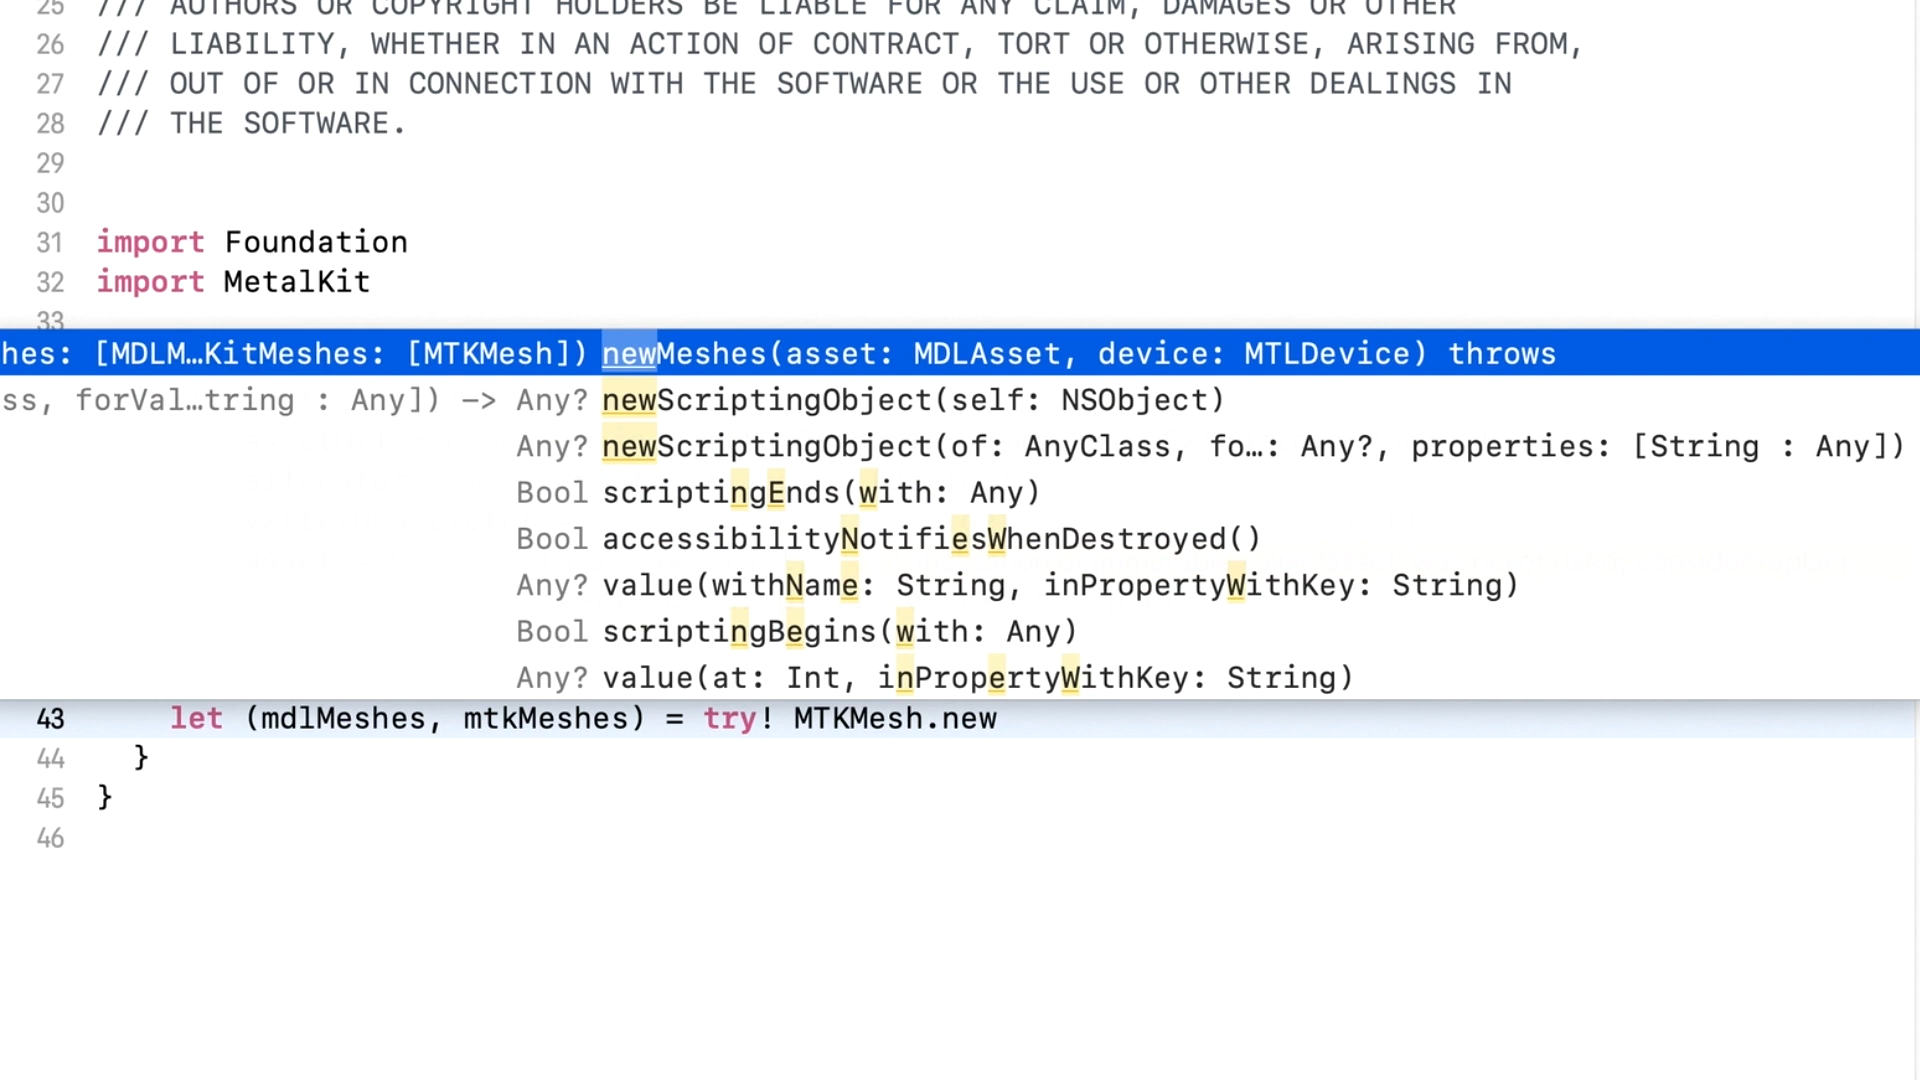 25 /// AUTHORS OR COPYRIGHT HOLDERS BE LIABLE FOR ANY CLAIM, DAMAGES OR OTHER
26 /// LIABILITY, WHETHER IN AN ACTION OF CONTRACT, TORT OR OTHERWISE, ARISING FROM,
27 /// OUT OF OR IN CONNECTION WITH THE SOFTWARE OR THE USE OR OTHER DEALINGS IN
28 /// THE SOFTWARE.
29
30
31 import Foundation
32 import MetalKit
33
hes: [MDLM…KitMeshes: [MTKMesh]) newMeshes(asset: MDLAsset, device: MTLDevice) throws
ss, forVal…tring : Any]) -> Any? newScriptingObject(self: NSObject)
Any? newScriptingObject(of: AnyClass, fo…: Any?, properties: [String : Any])
Bool scriptingEnds(with: Any)
Bool accessibilityNotifiesWhenDestroyed()
Any? value(withName: String, inPropertyWithKey: String)
Bool scriptingBegins(with: Any)
Any? value(at: Int, inPropertyWithKey: String)
43 let (mdlMeshes, mtkMeshes) = try! MTKMesh.new
44 }
45 }
46